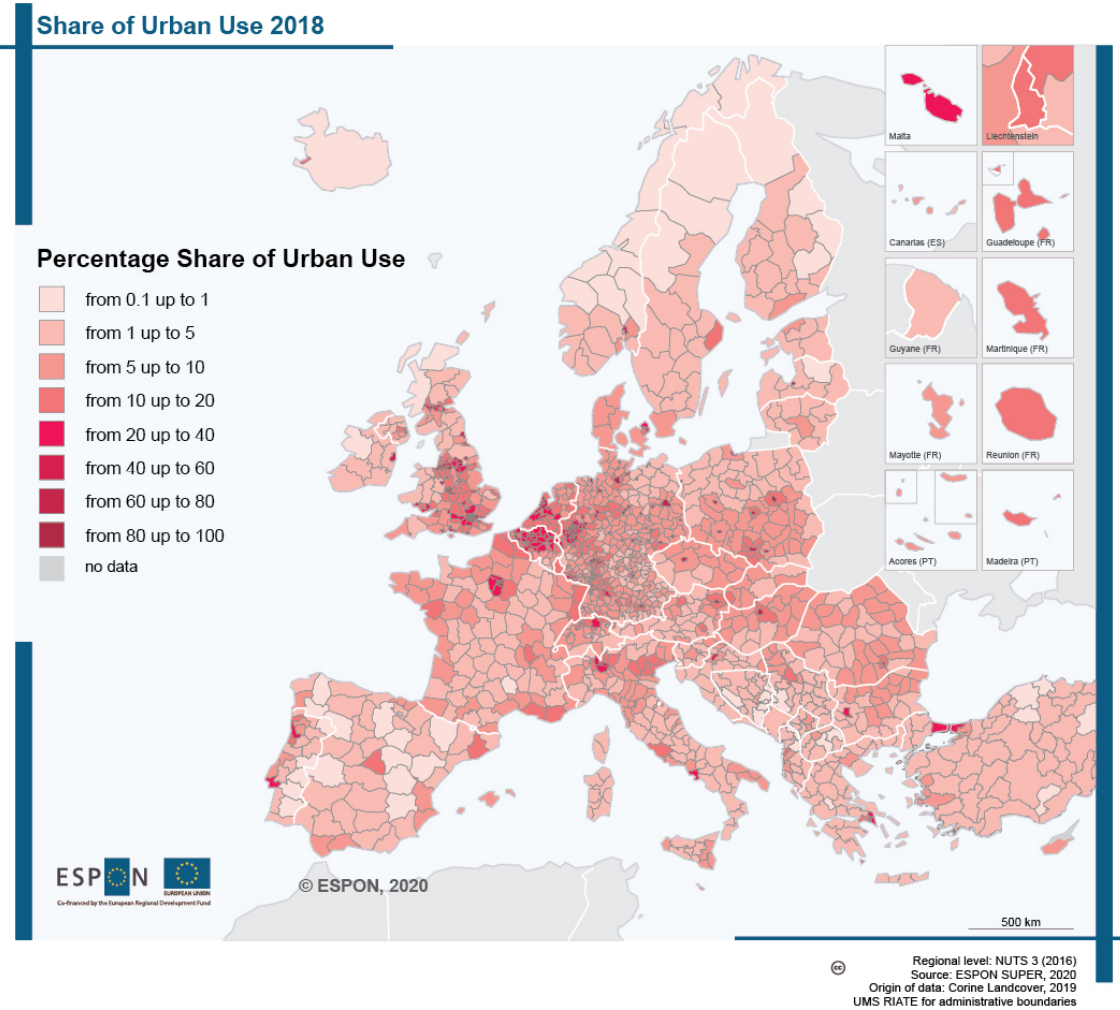 Share of Urban Use 2018
Malta
Liechtenstein
Canarias (ES)
Guadeloupe (FR)
Guyane (FR)
Martinique (FR)
Mayotte (FR)
Reunion (FR)
Acores (PT)
Madeira (PT)
Percentage Share of Urban Use
from 0.1 up to 1
from 1 up to 5
from 5 up to 10
from 10 up to 20
from 20 up to 40
from 40 up to 60
from 60 up to 80
from 80 up to 100
no data
ESPON
EUROPEAN UNION
Co-financed by the European Regional Development Fund
© ESPON, 2020
500 km
cc
Regional level: NUTS 3 (2016)
Source: ESPON SUPER, 2020
Origin of data: Corine Landcover, 2019
UMS RIATE for administrative boundaries